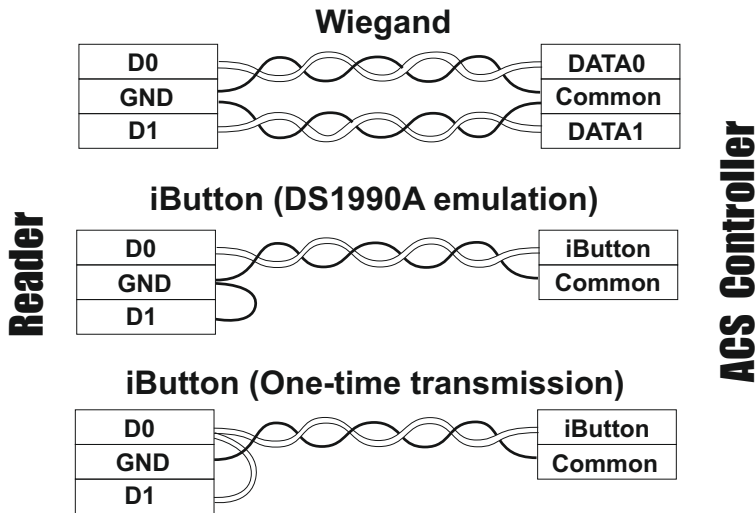 Wiegand
D0
GND
D1
DATA0
Common
DATA1
iButton (DS1990A emulation)
D0
GND
D1
iButton
Common
iButton (One-time transmission)
D0
GND
D1
iButton
Common
Reader
ACS Controller